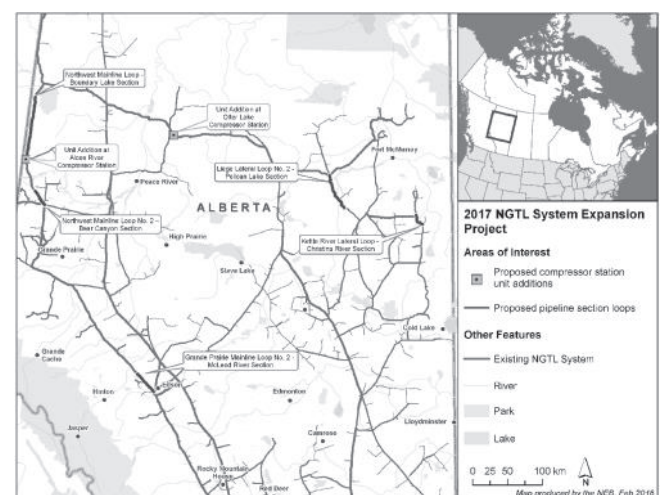 Northwest Mainline Loop -
Boundary Lake Section
Unit Addition at
Otter Lake
Compressor Station
Unit Addition at
Alces River
Compressor Station
Fort McMurray
Liege Lateral Loop No. 2 -
Pelican Lake Section
Peace River
ALBERTA
Northwest Mainline Loop No. 2 -
Bear Canyon Section
High Prairie
Kettle River Lateral Loop -
Christina River Section
Grande Prairie
Slave Lake
Cold Lake
Grande
Cache
Grande Prairie Mainline Loop No. 2 -
McLeod River Section
Edson
Hinton
Edmonton
Jasper
Lloydminster
Camrose
Rocky Mountain
House
Red Deer
2017 NGTL System Expansion
Project
Areas of Interest
Proposed compressor station
unit additions
Proposed pipeline section loops
Other Features
Existing NGTL System
River
Park
Lake
0 25 50 100 km
N
Map produced by the NEB, Feb 2018